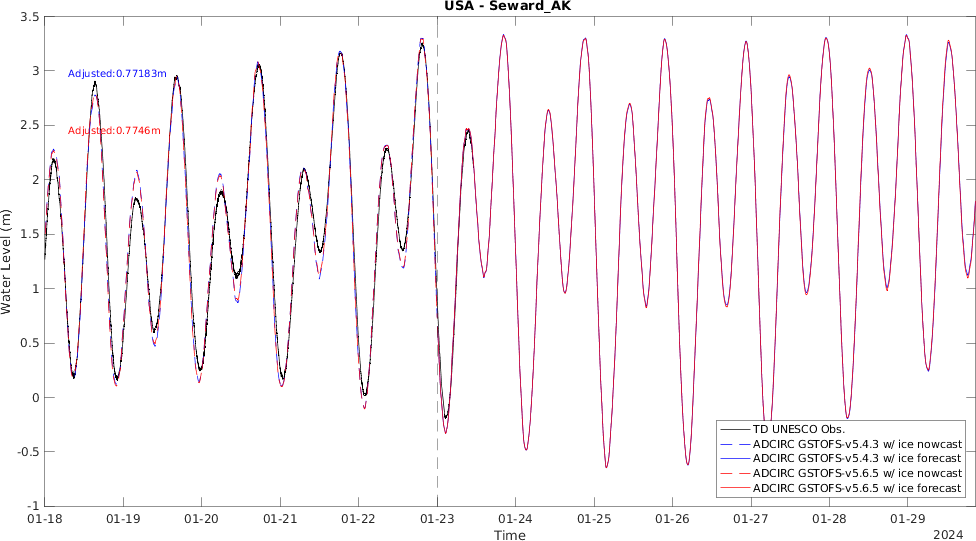 USA - Seward_AK
3.5
3
2.5
2
1.5
1
0.5
0
-0.5
-1
Water Level (m)
Adjusted:0.77183m
Adjusted:0.7746m
TD UNESCO Obs.
ADCIRC GSTOFS-v5.4.3 w/ ice nowcast
ADCIRC GSTOFS-v5.4.3 w/ ice forecast
ADCIRC GSTOFS-v5.6.5 w/ ice nowcast
ADCIRC GSTOFS-v5.6.5 w/ ice forecast
01-18 01-19 01-20 01-21 01-22 01-23 01-24 01-25 01-26 01-27 01-28 01-29
Time
2024